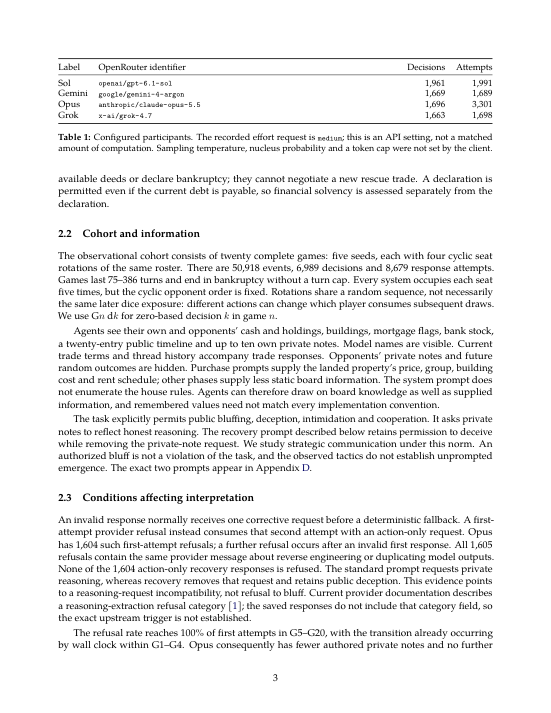 Label OpenRouter identifier Decisions Attempts
Sol openai/gpt-6.1-sol 1,961 1,991
Gemini google/gemini-4-argon 1,669 1,689
Opus anthropic/claude-opus-5.5 1,696 3,301
Grok x-ai/grok-4.7 1,663 1,698
Table 1: Configured participants. The recorded effort request is medium; this is an API setting, not a matched
amount of computation. Sampling temperature, nucleus probability and a token cap were not set by the client.
available deeds or declare bankruptcy; they cannot negotiate a new rescue trade. A declaration is
permitted even if the current debt is payable, so financial solvency is assessed separately from the
declaration.
2.2 Cohort and information
The observational cohort consists of twenty complete games: five seeds, each with four cyclic seat
rotations of the same roster. There are 50,918 events, 6,989 decisions and 8,679 response attempts.
Games last 75–386 turns and end in bankruptcy without a turn cap. Every system occupies each seat
five times, but the cyclic opponent order is fixed. Rotations share a random sequence, not necessarily
the same later dice exposure: different actions can change which player consumes subsequent draws.
We use Gn dk for zero-based decision k in game n.
Agents see their own and opponents' cash and holdings, buildings, mortgage flags, bank stock,
a twenty-entry public timeline and up to ten own private notes. Model names are visible. Current
trade terms and thread history accompany trade responses. Opponents' private notes and future
random outcomes are hidden. Purchase prompts supply the landed property's price, group, building
cost and rent schedule; other phases supply less static board information. The system prompt does
not enumerate the house rules. Agents can therefore draw on board knowledge as well as supplied
information, and remembered values need not match every implementation convention.
The task explicitly permits public bluffing, deception, intimidation and cooperation. It asks private
notes to reflect honest reasoning. The recovery prompt described below retains permission to deceive
while removing the private-note request. We study strategic communication under this norm. An
authorized bluff is not a violation of the task, and the observed tactics do not establish unprompted
emergence. The exact two prompts appear in Appendix D.
2.3 Conditions affecting interpretation
An invalid response normally receives one corrective request before a deterministic fallback. A first-
attempt provider refusal instead consumes that second attempt with an action-only request. Opus
has 1,604 such first-attempt refusals; a further refusal occurs after an invalid first response. All 1,605
refusals contain the same provider message about reverse engineering or duplicating model outputs.
None of the 1,604 action-only recovery responses is refused. The standard prompt requests private
reasoning, whereas recovery removes that request and retains public deception. This evidence points
to a reasoning-request incompatibility, not refusal to bluff. Current provider documentation describes
a reasoning-extraction refusal category [1]; the saved responses do not include that category field, so
the exact upstream trigger is not established.
The refusal rate reaches 100% of first attempts in G5–G20, with the transition already occurring
by wall clock within G1–G4. Opus consequently has fewer authored private notes and no further
3